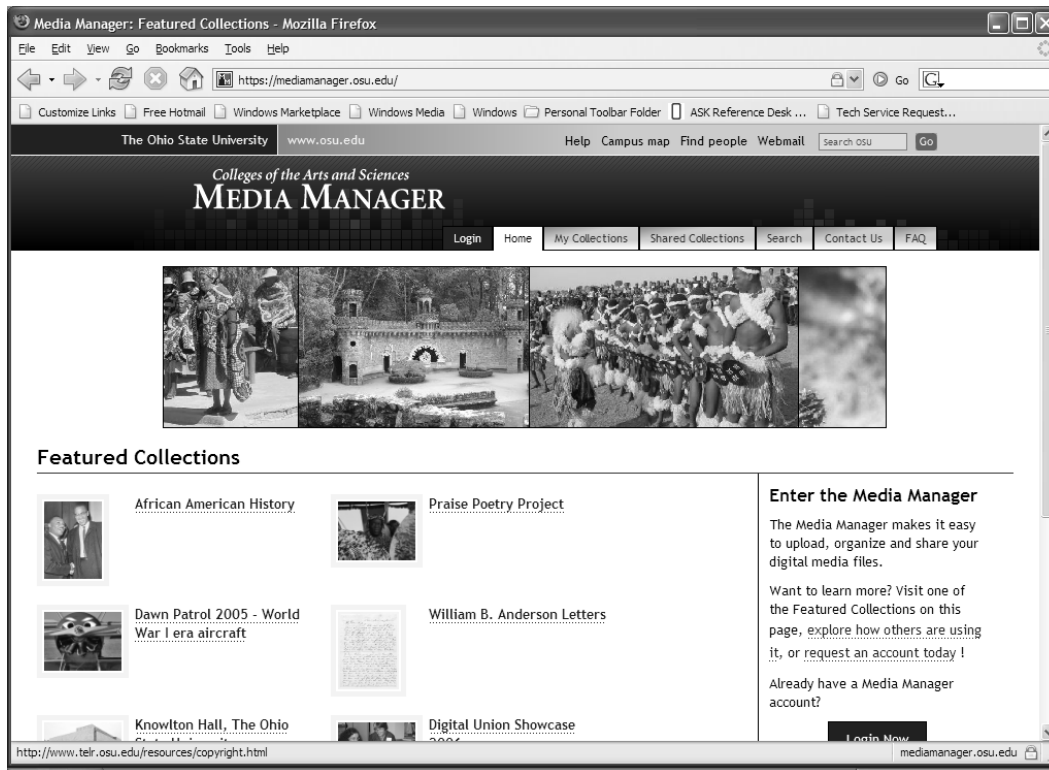 Media Manager: Featured Collections - Mozilla Firefox
File Edit View Go Bookmarks Tools Help
https://mediamanager.osu.edu/ Go G
Customize Links Free Hotmail Windows Marketplace Windows Media Windows Personal Toolbar Folder ASK Reference Desk ... Tech Service Request...
The Ohio State University www.osu.edu Help Campus map Find people Webmail Search OSU Go
Colleges of the Arts and Sciences
MEDIA MANAGER
Login Home My Collections Shared Collections Search Contact Us FAQ
Featured Collections
African American History
Praise Poetry Project
Dawn Patrol 2005 - World
War I era aircraft
William B. Anderson Letters
Knowlton Hall, The Ohio
State University
Digital Union Showcase
2006
Enter the Media Manager
The Media Manager makes it easy
to upload, organize and share your
digital media files.
Want to learn more? Visit one of
the Featured Collections on this
page, explore how others are using
it, or request an account today !
Already have a Media Manager
account?
Login Now
http://www.telr.osu.edu/resources/copyright.html mediamanager.osu.edu